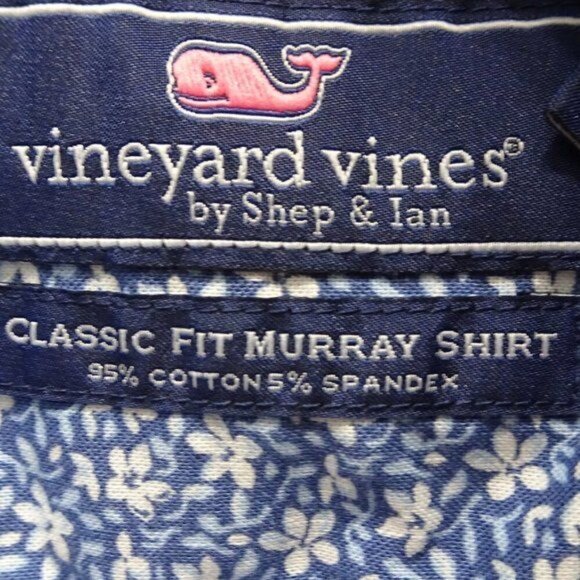 vineyard vines®
by Shep & Ian
CLASSIC FIT MURRAY SHIRT
95% COTTON 5% SPANDEX